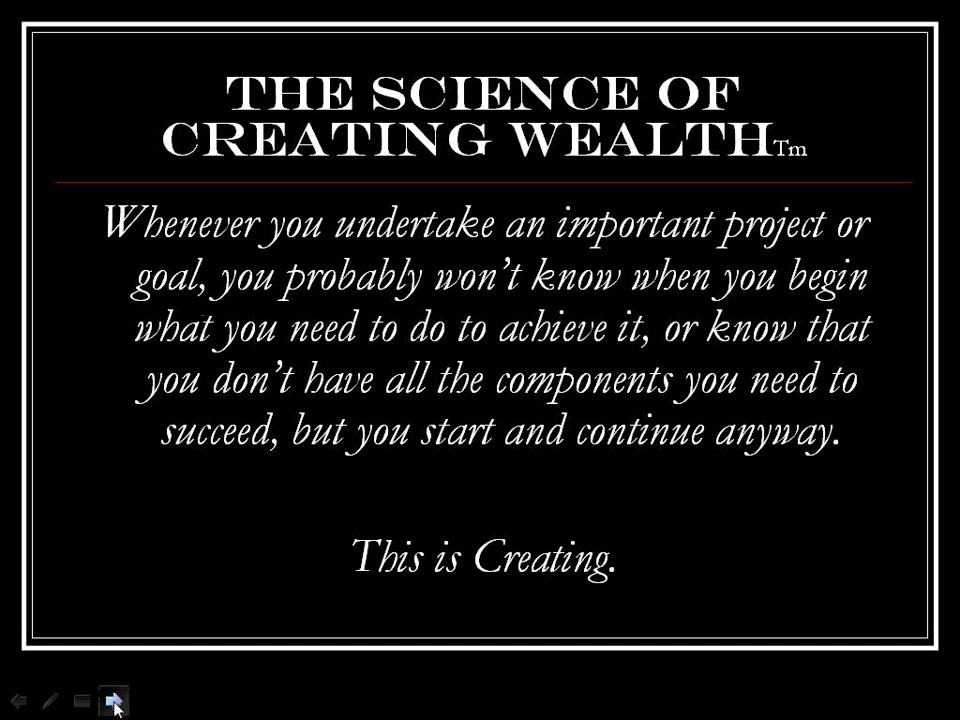 THE SCIENCE OF
CREATING WEALTHTm
Whenever you undertake an important project or
goal, you probably won't know when you begin
what you need to do to achieve it, or know that
you don't have all the components you need to
succeed, but you start and continue anyway.
This is Creating.